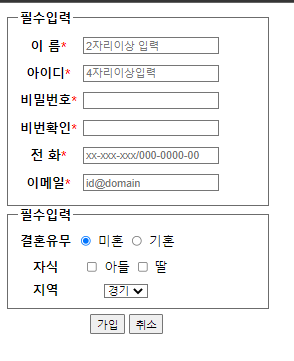 필수입력
이 름* 2자리이상 입력
아이디* 4자리이상입력
비밀번호*
비번확인*
전 화* xx-xxx-xxx/000-0000-00
이메일* id@domain
필수입력
결혼유무 미혼 기혼
자식 아들 딸
지역 경기
가입 취소